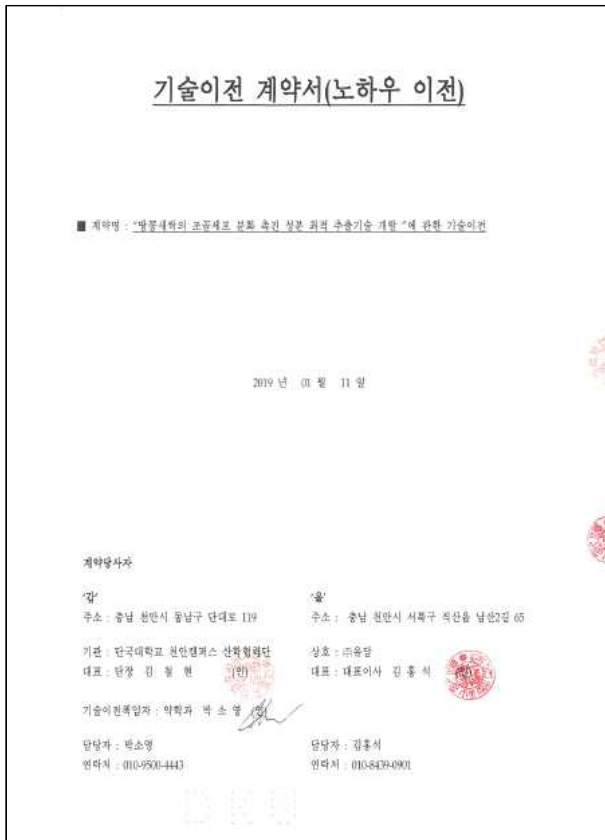 기술이전 계약서(노하우 이전)
■ 계약명 : "땅콩새싹의 조골세포 분화 촉진 성분 최적 추출기술 개발 "에 관한 기술이전
2019 년 01 월 11 일
계약당사자
'갑' '을'
주소 : 충남 천안시 동남구 단대로 119 주소 : 충남 천안시 서북구 직산읍 남산2길 65
기관 : 단국대학교 천안캠퍼스 산학협력단 상호 : ㈜유담
대표 : 단장 김 철 현 (인) 대표 : 대표이사 김 홍 석 (인)
기술이전책임자 : 약학과 박 소 영 (인)
담당자 : 박소영 담당자 : 김홍석
연락처 : 010-9500-4443 연락처 : 010-8439-0901
DKU